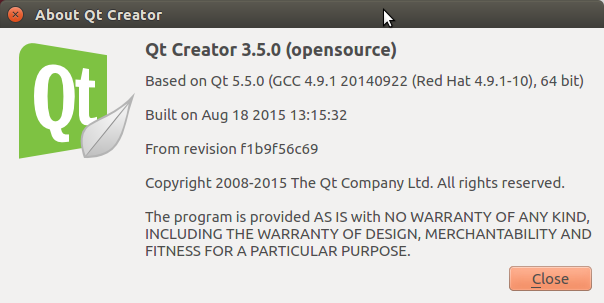 About Qt Creator
Qt
Qt Creator 3.5.0 (opensource)
Based on Qt 5.5.0 (GCC 4.9.1 20140922 (Red Hat 4.9.1-10), 64 bit)
Built on Aug 18 2015 13:15:32
From revision f1b9f56c69
Copyright 2008-2015 The Qt Company Ltd. All rights reserved.
The program is provided AS IS with NO WARRANTY OF ANY KIND,
INCLUDING THE WARRANTY OF DESIGN, MERCHANTABILITY AND
FITNESS FOR A PARTICULAR PURPOSE.
Close